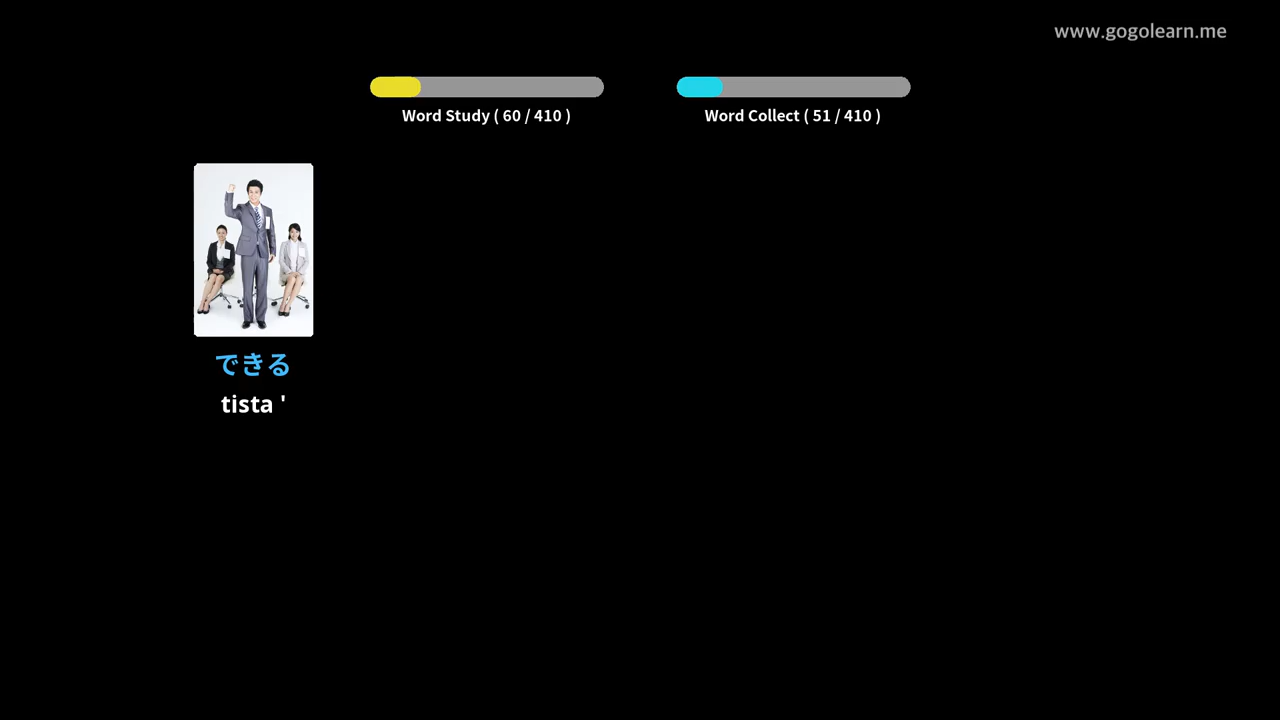 www.gogolearn.me
Word Study ( 60 / 410 )
Word Collect ( 51 / 410 )
できる
tista '